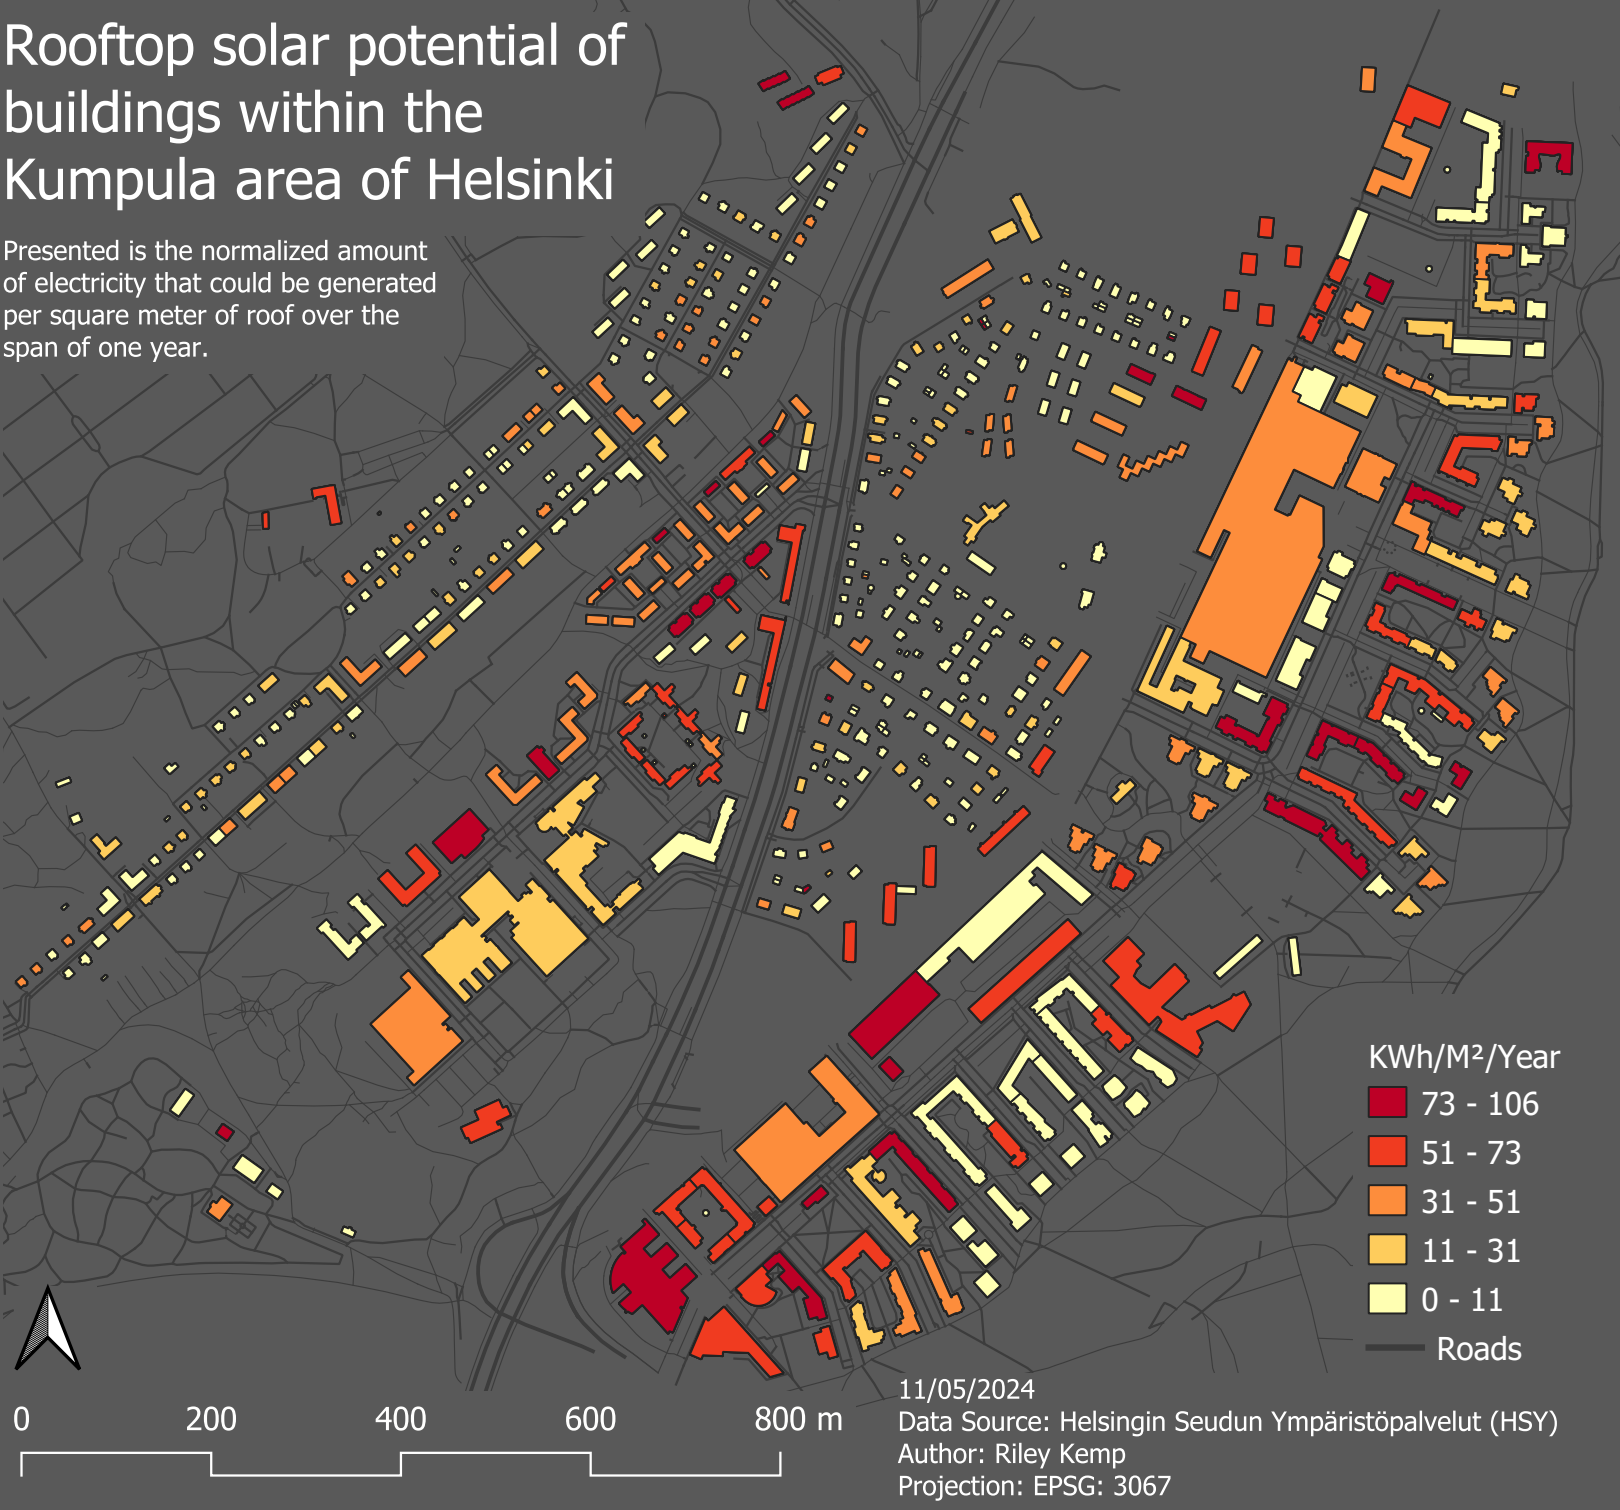 Rooftop solar potential of
buildings within the
Kumpula area of Helsinki
Presented is the normalized amount
of electricity that could be generated
per square meter of roof over the
span of one year.
KWh/M²/Year
73 - 106
51 - 73
31 - 51
11 - 31
0 - 11
Roads
0 200 400 600 800 m
11/05/2024
Data Source: Helsingin Seudun Ympäristöpalvelut (HSY)
Author: Riley Kemp
Projection: EPSG: 3067